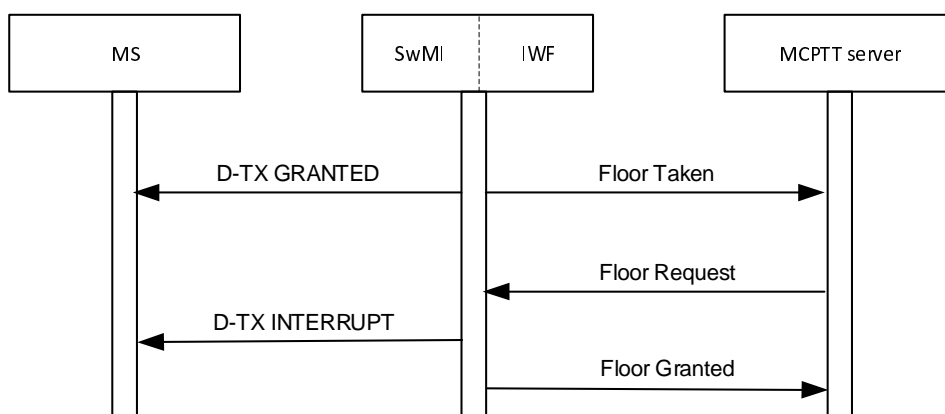 MS
SwMI
IWF
MCPTT server
D-TX GRANTED
Floor Taken
Floor Request
D-TX INTERRUPT
Floor Granted